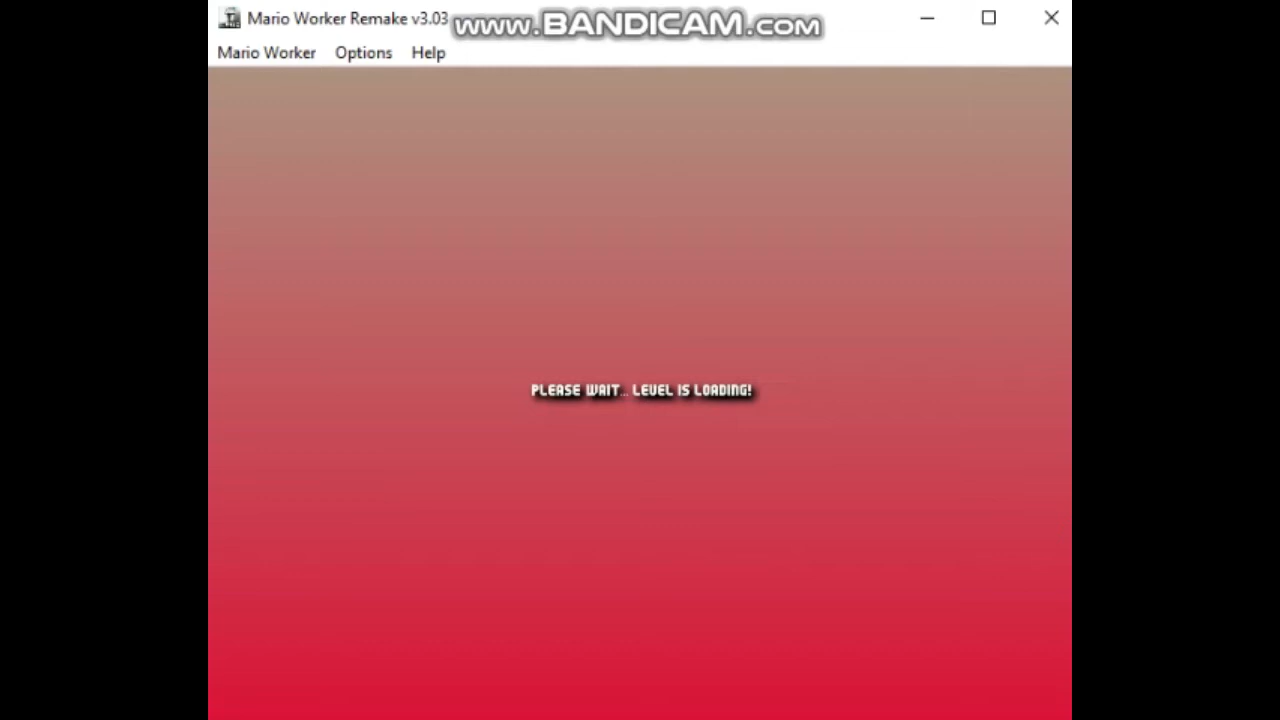 Mario Worker Remake v3.03
www.BANDICAM.com
Mario Worker Options Help
PLEASE WAIT... LEVEL IS LOADING!